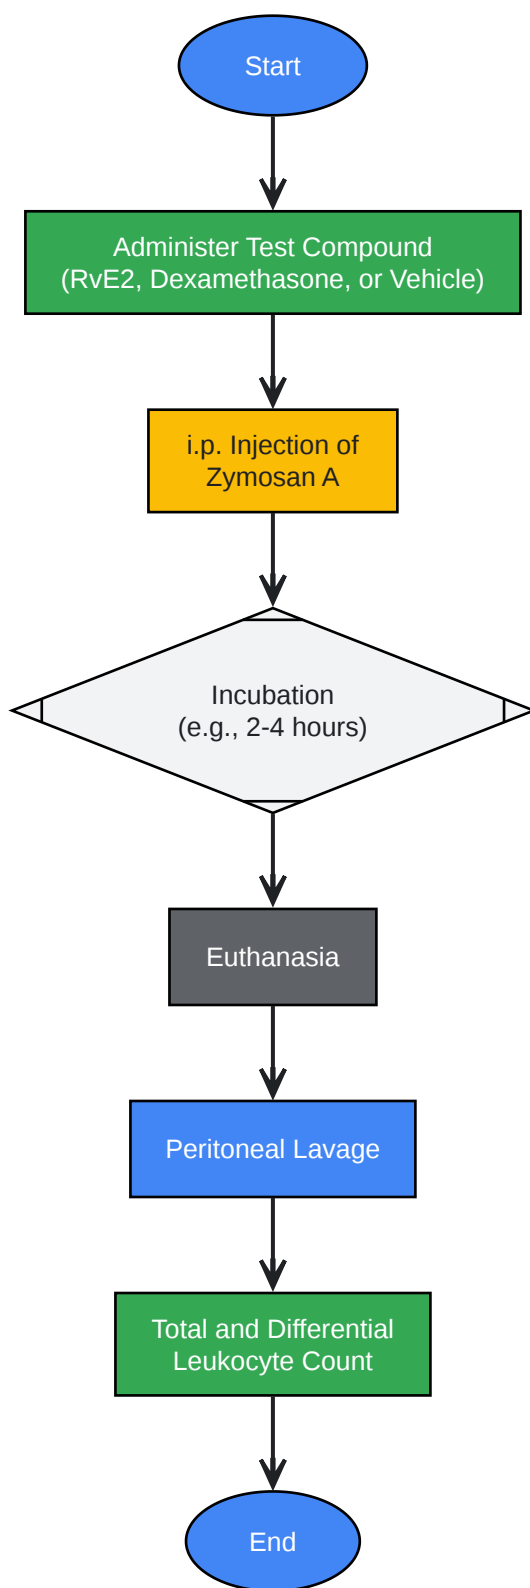 Start
Administer Test Compound
(RvE2, Dexamethasone, or Vehicle)
i.p. Injection of
Zymosan A
Incubation
(e.g., 2-4 hours)
Euthanasia
Peritoneal Lavage
Total and Differential
Leukocyte Count
End